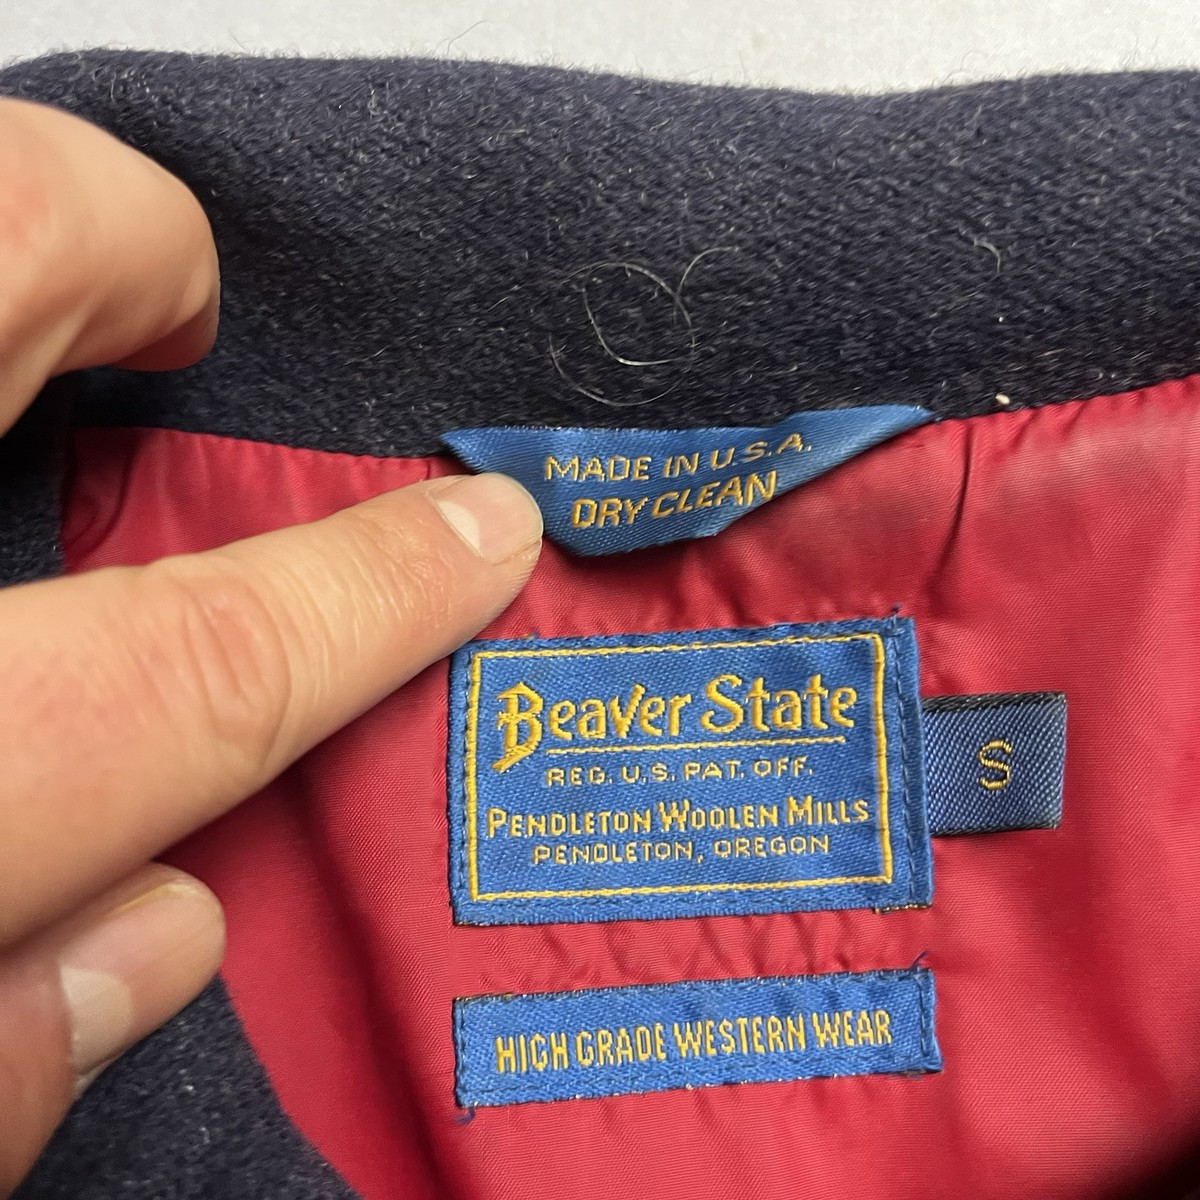 MADE IN U.S.A.
DRY CLEAN
Beaver State
REG. U.S. PAT. OFF.
PENDLETON WOOLEN MILLS
PENDLETON, OREGON
S
HIGH GRADE WESTERN WEAR